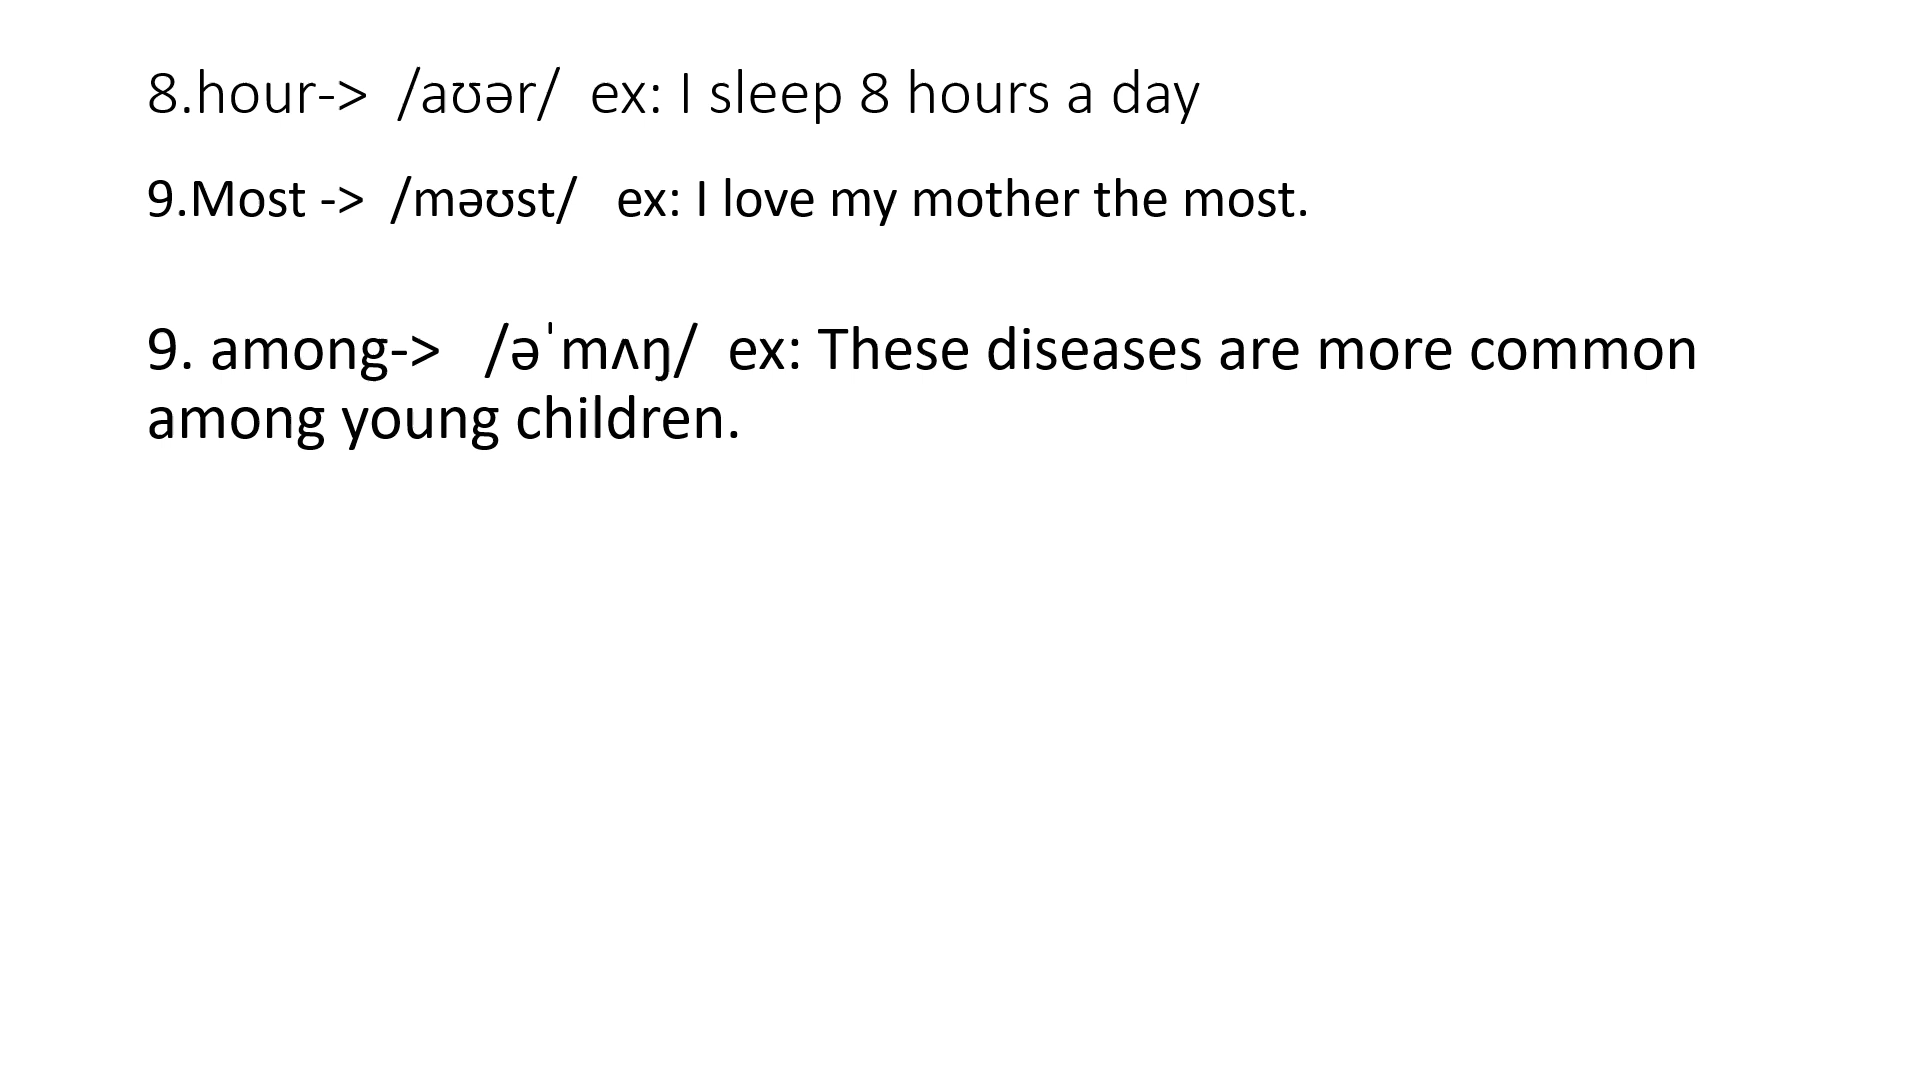 8.hour-> /aʊər/ ex: I sleep 8 hours a day
9.Most -> /məʊst/ ex: I love my mother the most.
9. among-> /əˈmʌŋ/ ex: These diseases are more common
among young children.